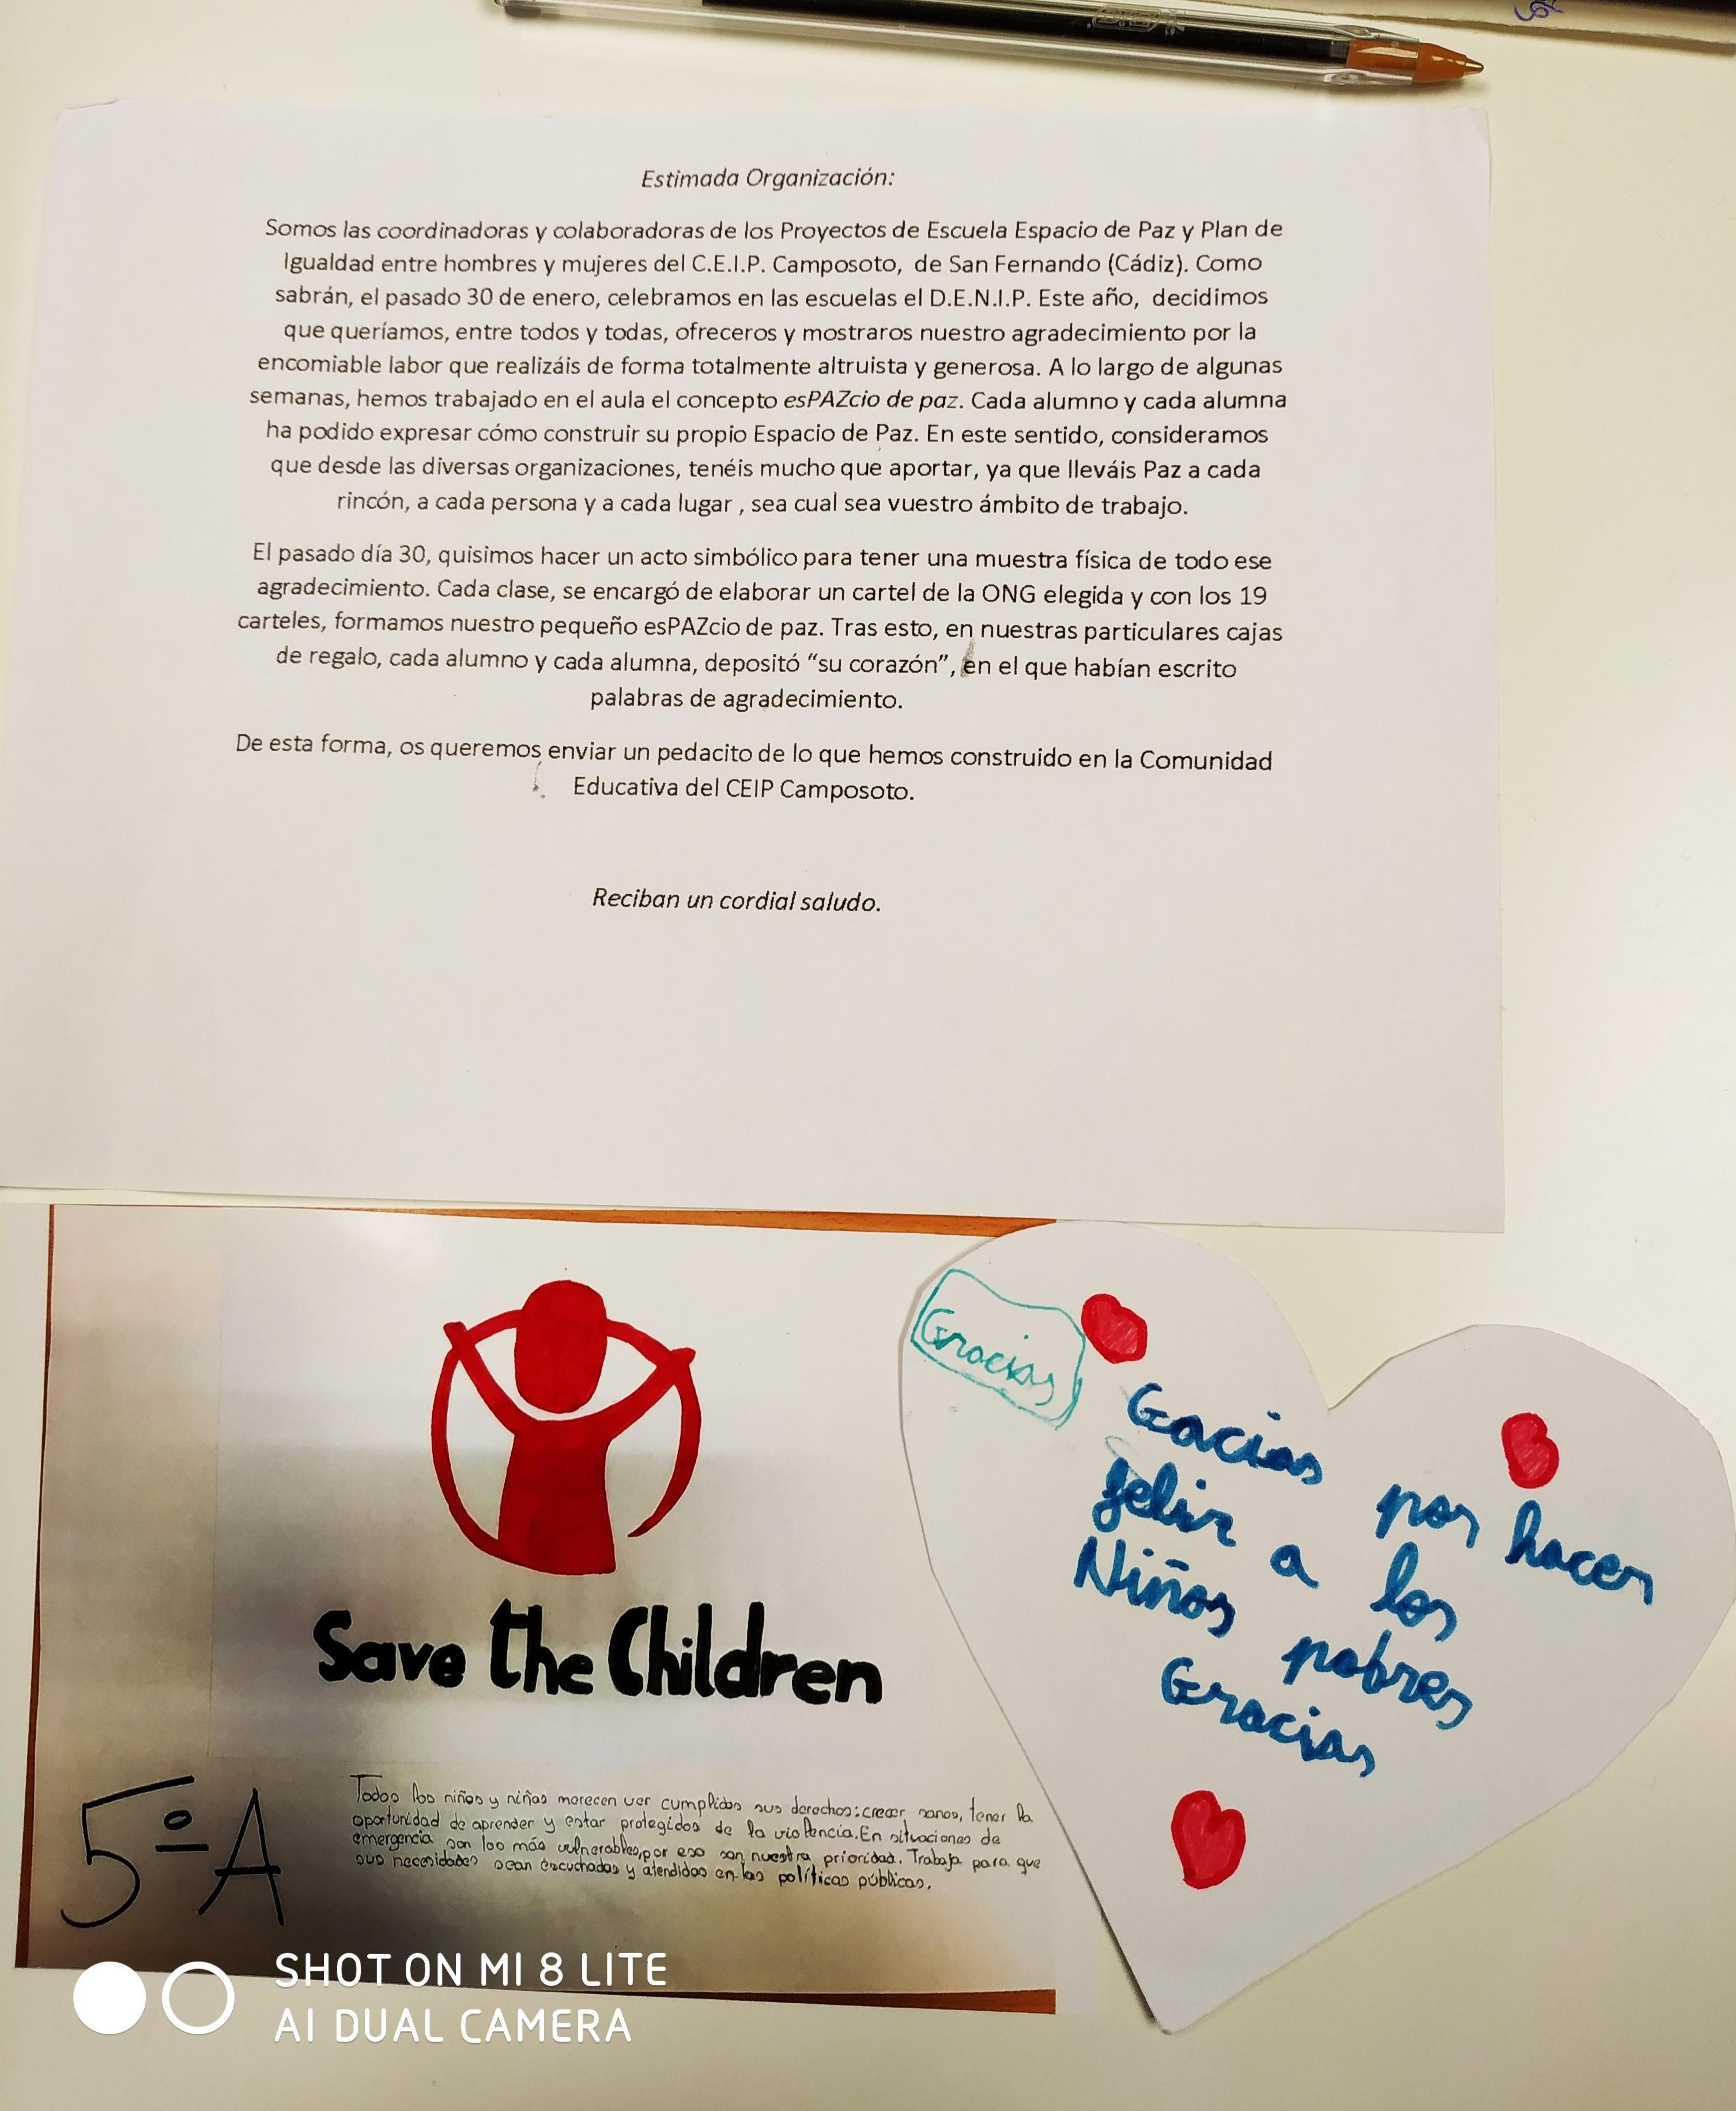 Estimada Organización:
Somos las coordinadoras y colaboradoras de los Proyectos de Escuela Espacio de Paz y Plan de
Igualdad entre hombres y mujeres del C.E.I.P. Camposoto, de San Fernando (Cádiz). Como
sabrán, el pasado 30 de enero, celebramos en las escuelas el D.E.N.I.P. Este año, decidimos
que queríamos, entre todos y todas, ofreceros y mostraros nuestro agradecimiento por la
encomiable labor que realizáis de forma totalmente altruista y generosa. A lo largo de algunas
semanas, hemos trabajado en el aula el concepto esPAZcio de paz. Cada alumno y cada alumna
ha podido expresar cómo construir su propio Espacio de Paz. En este sentido, consideramos
que desde las diversas organizaciones, tenéis mucho que aportar, ya que lleváis Paz a cada
rincón, a cada persona y a cada lugar , sea cual sea vuestro ámbito de trabajo.
El pasado día 30, quisimos hacer un acto simbólico para tener una muestra física de todo ese
agradecimiento. Cada clase, se encargó de elaborar un cartel de la ONG elegida y con los 19
carteles, formamos nuestro pequeño esPAZcio de paz. Tras esto, en nuestras particulares cajas
de regalo, cada alumno y cada alumna, depositó “su corazón”, en el que habían escrito
palabras de agradecimiento.
De esta forma, os queremos enviar un pedacito de lo que hemos construido en la Comunidad
Educativa del CEIP Camposoto.
Reciban un cordial saludo.
Save the Children
5º A
Todos los niños y niñas merecen ver cumplidos sus derechos: crecer sanos, tener la
oportunidad de aprender y estar protegidos de la violencia. En situaciones de
emergencia son los más vulnerables, por eso son nuestra prioridad. Trabaja para que
sus necesidades sean escuchadas y atendidas en las políticas públicas.
Gracias
Gacias por hacer
feliz a los
Niños pobres
Gracias
SHOT ON MI 8 LITE
AI DUAL CAMERA